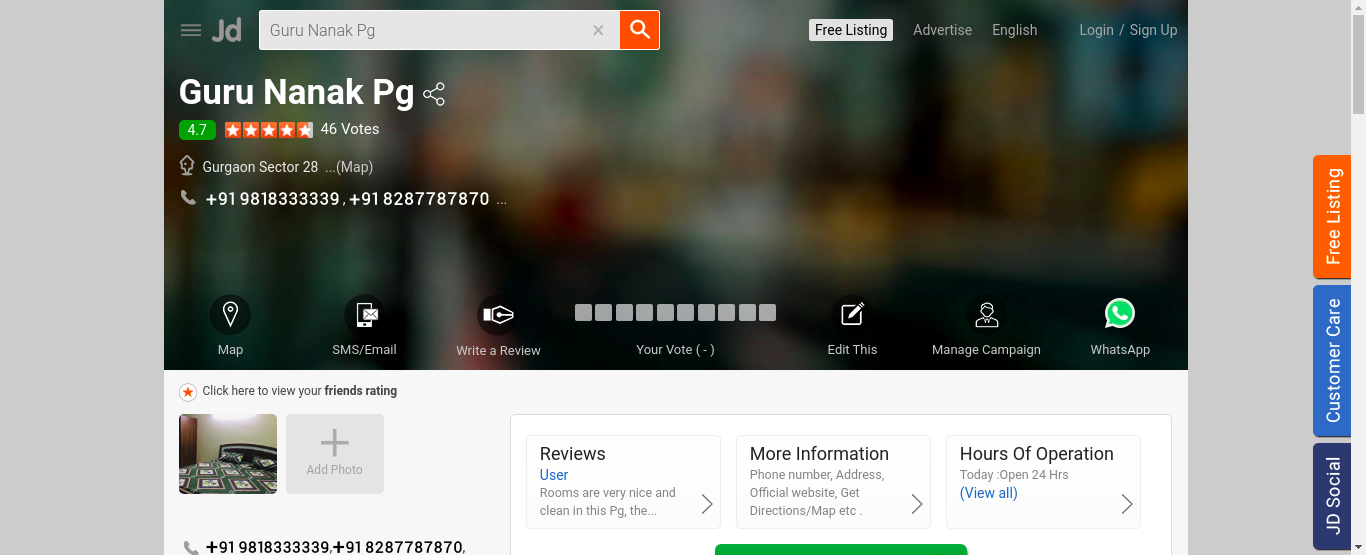 Jd
Guru Nanak Pg
Free Listing
Advertise
English
Login / Sign Up
Guru Nanak Pg
4.7
46 Votes
Gurgaon Sector 28 ...(Map)
+91 9818333339 , +91 8287787870 ...
Map
SMS/Email
Write a Review
Your Vote ( - )
Edit This
Manage Campaign
WhatsApp
Click here to view your friends rating
Add Photo
Reviews
User
Rooms are very nice and
clean in this Pg, the...
More Information
Phone number, Address,
Official website, Get
Directions/Map etc .
Hours Of Operation
Today :Open 24 Hrs
(View all)
+91 9818333339,+91 8287787870,
Free Listing
Customer Care
JD Social